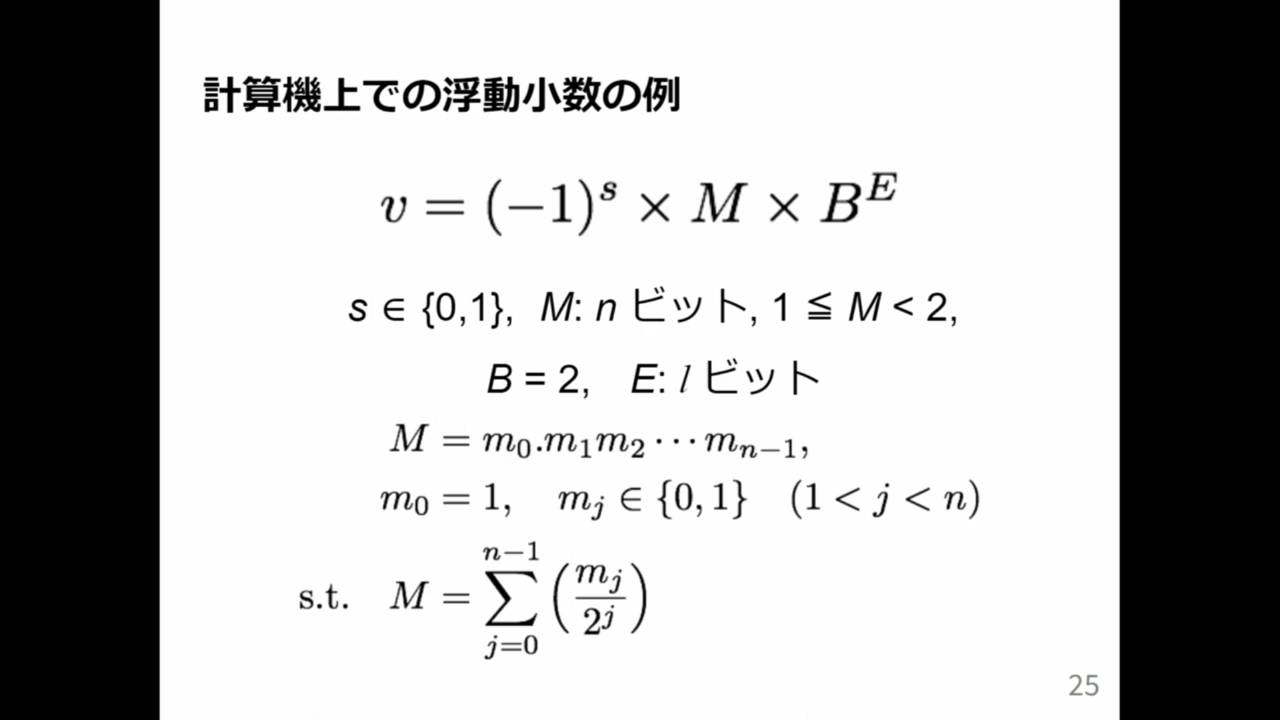 計算機上での浮動小数の例
v = (−1)^s × M × B^E
s ∈ {0,1}, M: n ビット, 1 ≦ M < 2,
B = 2, E: l ビット
M = m_0.m_1m_2 ⋯ m_{n−1},
m_0 = 1, m_j ∈ {0, 1} (1 < j < n)
s.t. M = \sum_{j=0}^{n−1} (\frac{m_j}{2^j})
25